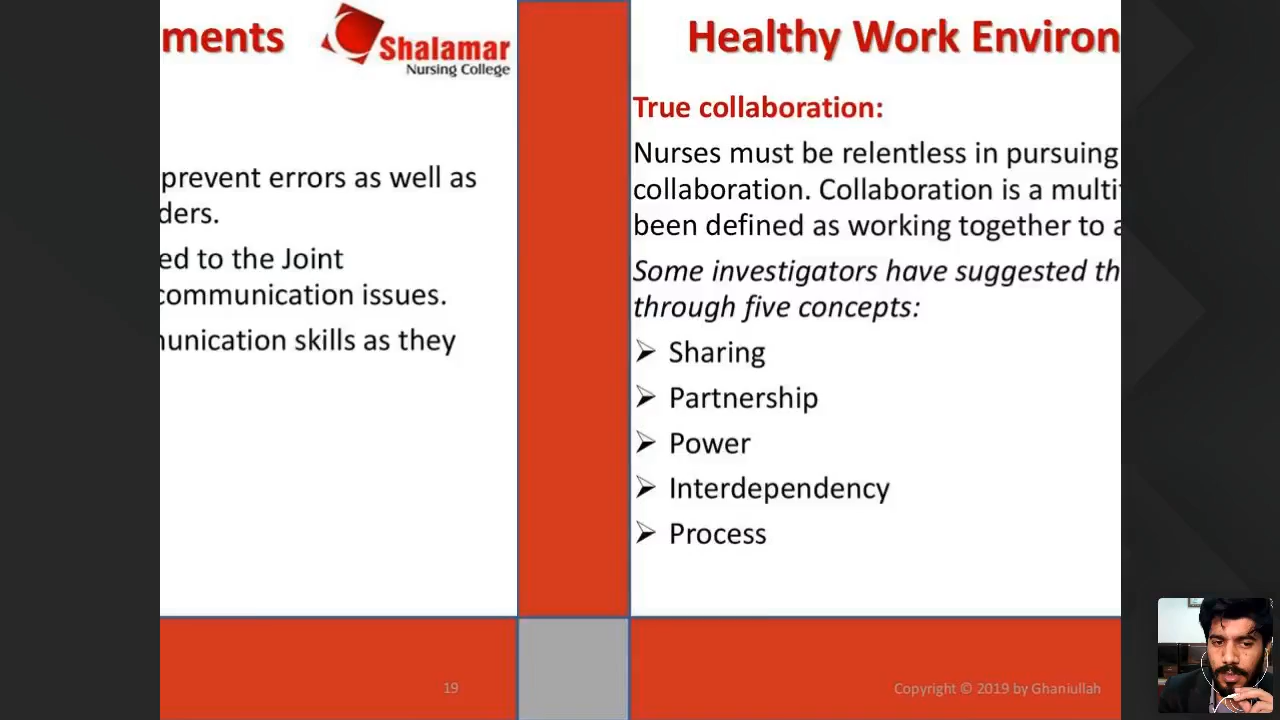 ments
Shalamar
Nursing College
prevent errors as well as
ders.
ed to the Joint
communication issues.
unication skills as they
19
Healthy Work Environ
True collaboration:
Nurses must be relentless in pursuing
collaboration. Collaboration is a multi
been defined as working together to a
Some investigators have suggested th
through five concepts:
➢ Sharing
➢ Partnership
➢ Power
➢ Interdependency
➢ Process
Copyright © 2019 by Ghaniullah